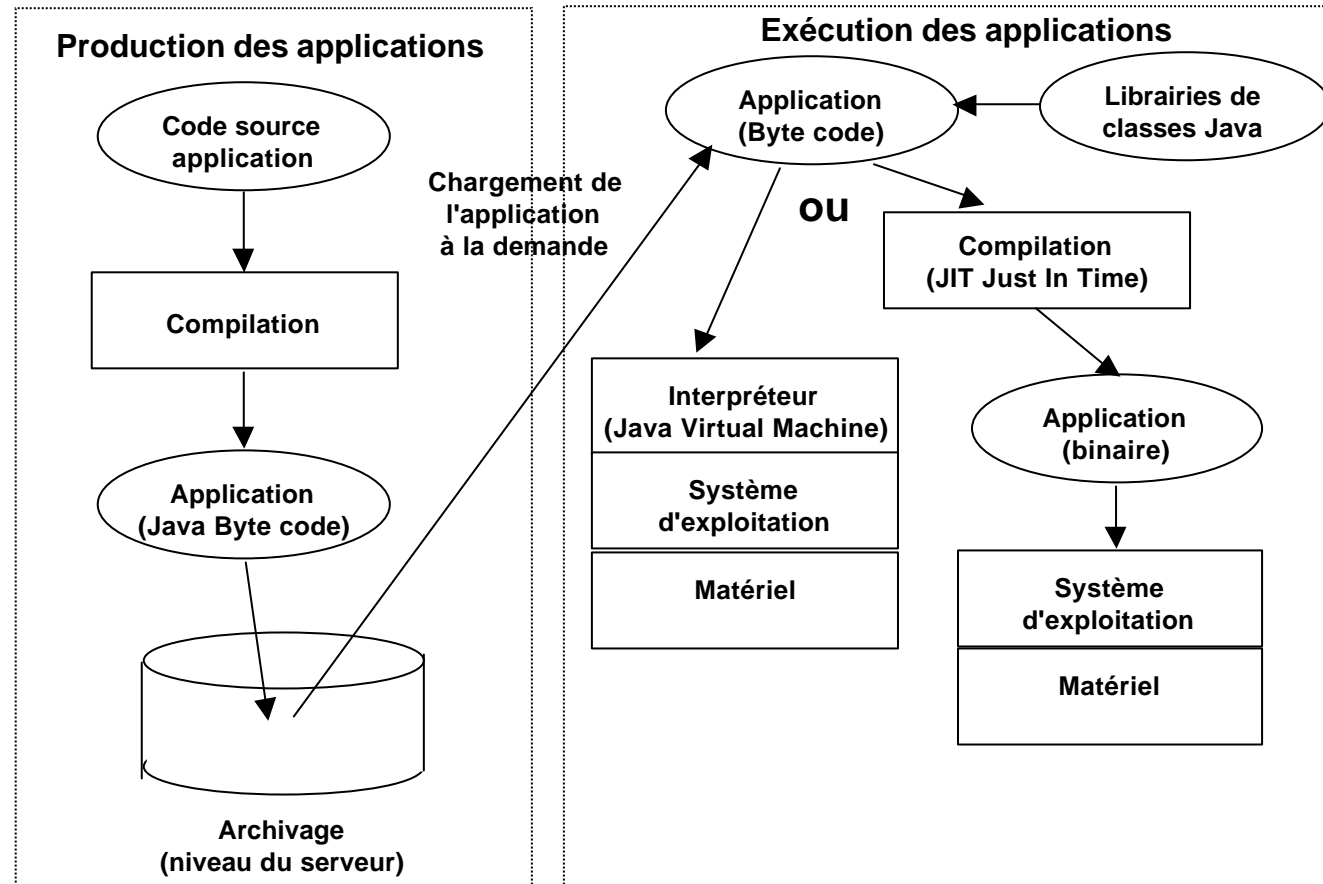 Production des applications
Code source
application
Compilation
Application
(Java Byte code)
Archivage
(niveau du serveur)
Chargement de
l'application
à la demande
Exécution des applications
Application
(Byte code)
Librairies de
classes Java
ou
Compilation
(JIT Just In Time)
Interpréteur
(Java Virtual Machine)
Système
d'exploitation
Matériel
Application
(binaire)
Système
d'exploitation
Matériel